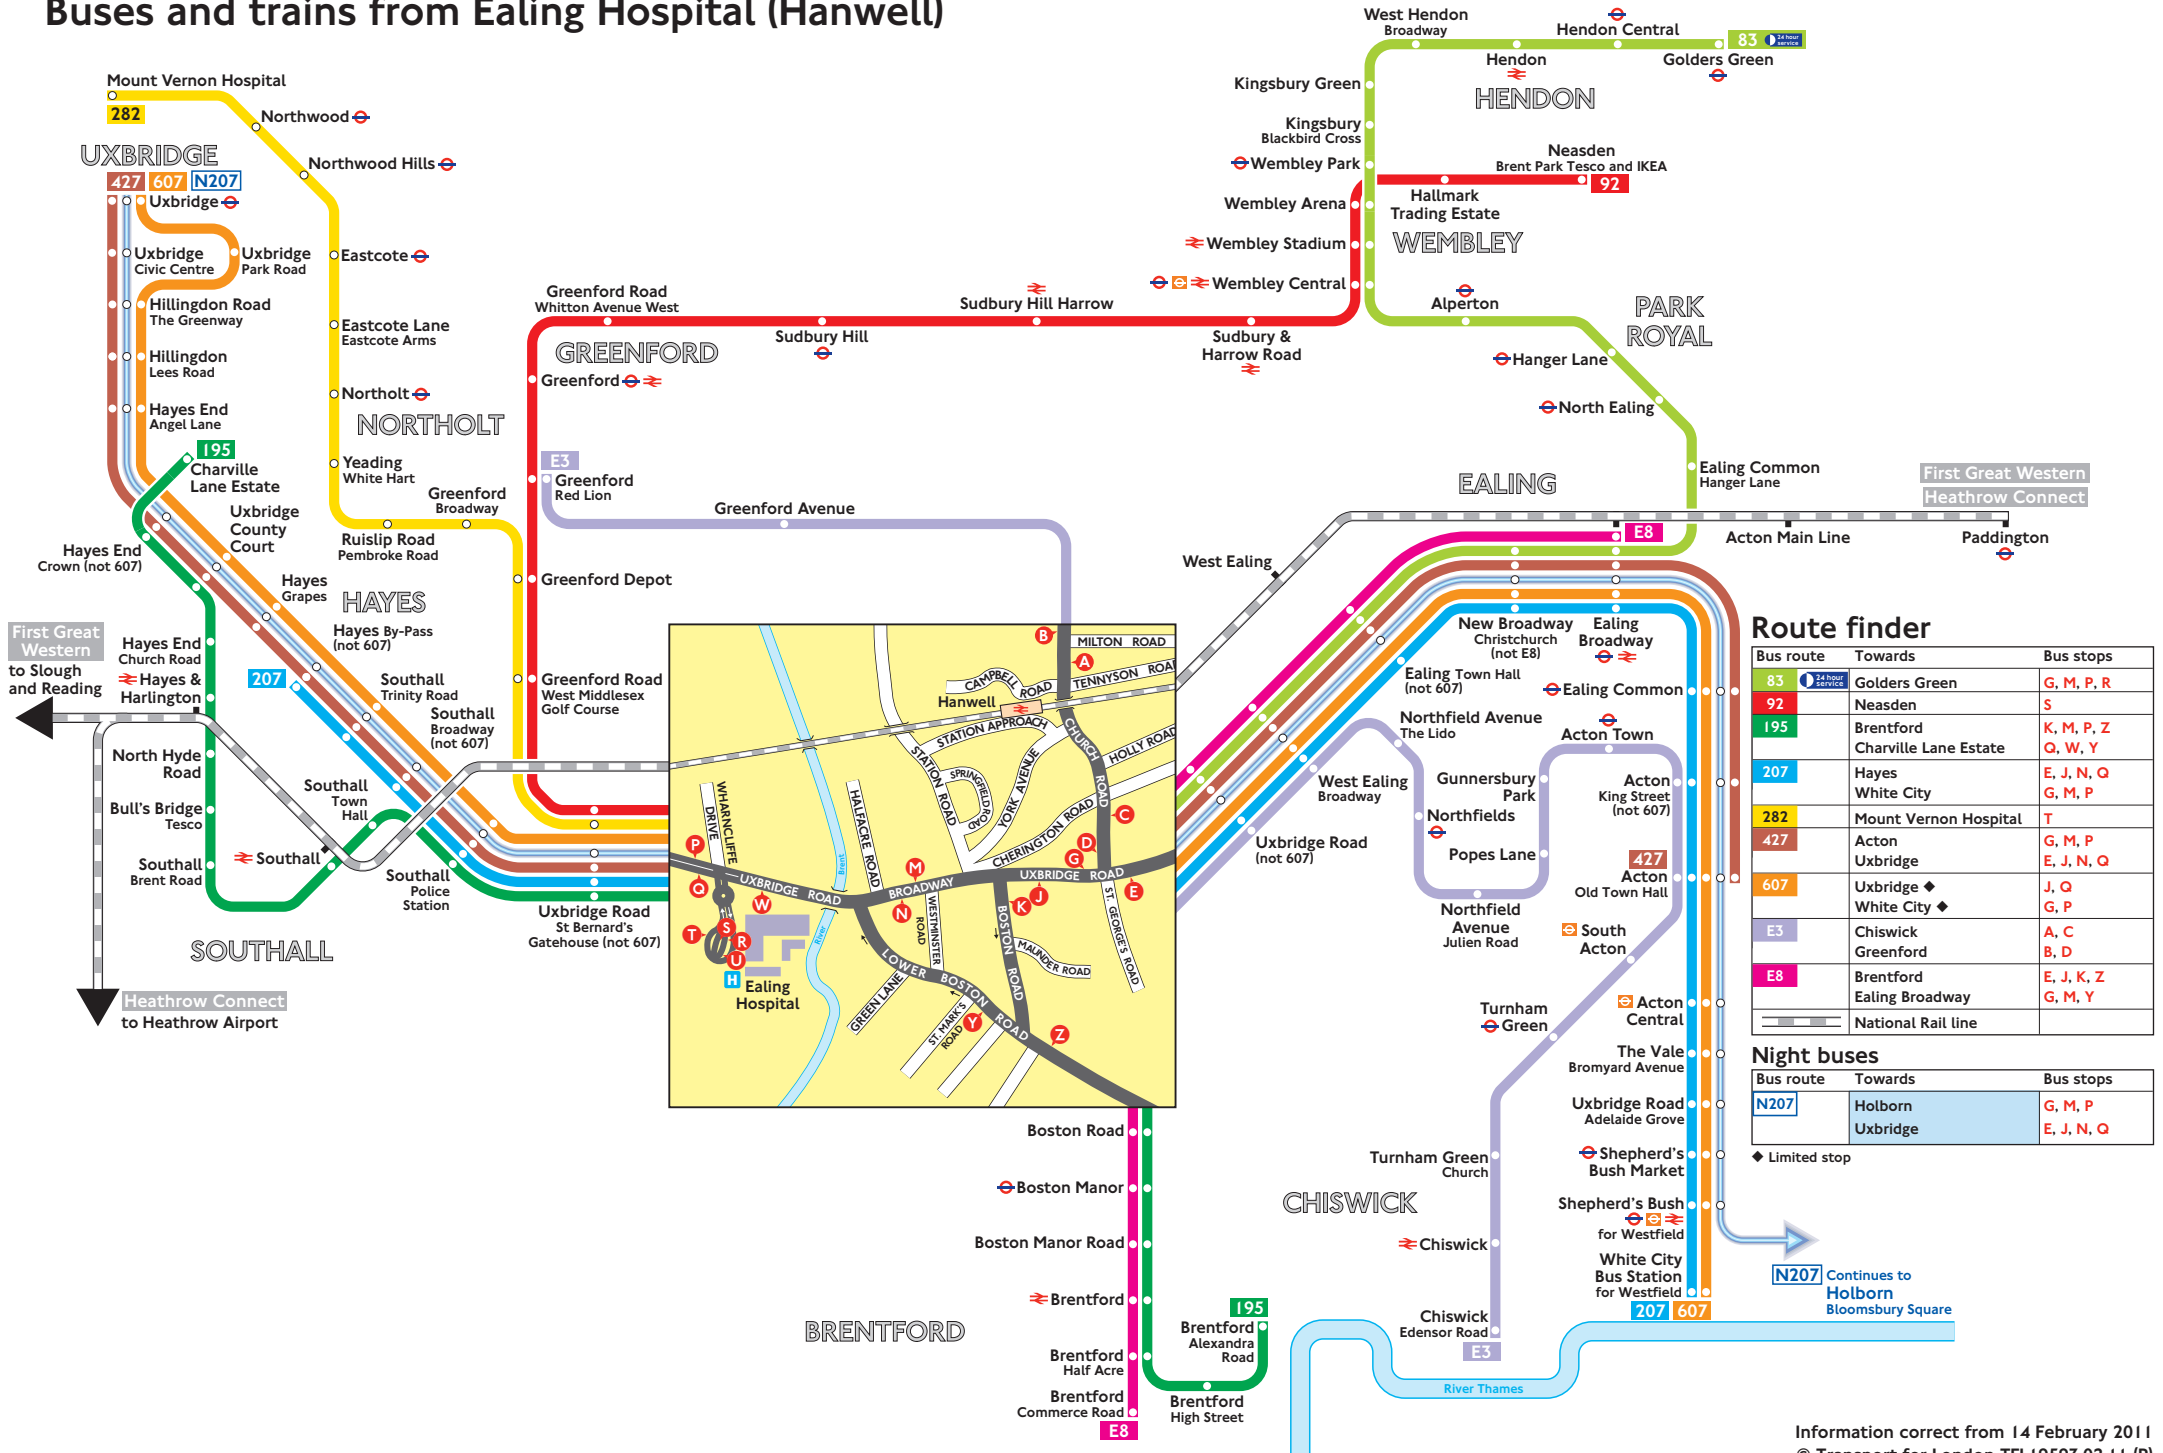 Buses and trains from Ealing Hospital (Hanwell)
Mount Vernon Hospital
282
Northwood
Northwood Hills
UXBRIDGE
427 607 N207
Uxbridge
Uxbridge
Civic Centre
Uxbridge
Park Road
Eastcote
Hillingdon Road
The Greenway
Eastcote Lane
Eastcote Arms
Hillingdon
Lees Road
Northolt
Hayes End
Angel Lane
NORTHOLT
195
Charville
Lane Estate
Yeading
White Hart
Greenford
Broadway
Uxbridge
County
Court
Ruislip Road
Pembroke Road
Hayes End
Crown (not 607)
Hayes
Grapes
HAYES
Hayes By-Pass
(not 607)
First Great
Western
to Slough
and Reading
Hayes End
Church Road
Hayes &
Harlington
207
Southall
Trinity Road
Southall
Broadway
(not 607)
North Hyde
Road
Southall
Town
Hall
Bull's Bridge
Tesco
Southall
Southall
Brent Road
Southall
Police
Station
Uxbridge Road
St Bernard's
Gatehouse (not 607)
SOUTHALL
Heathrow Connect
to Heathrow Airport
Greenford Road
Whitton Avenue West
Sudbury Hill
Sudbury Hill Harrow
Sudbury &
Harrow Road
GREENFORD
Greenford
E3
Greenford
Red Lion
Greenford Avenue
Greenford Depot
Greenford Road
West Middlesex
Golf Course
West Hendon
Broadway
Hendon Central
83 24 hour
service
Hendon
Golders Green
Kingsbury Green
HENDON
Kingsbury
Blackbird Cross
Neasden
Brent Park Tesco and IKEA
Wembley Park
92
Wembley Arena
Hallmark
Trading Estate
Wembley Stadium
WEMBLEY
Wembley Central
Alperton
PARK
ROYAL
Hanger Lane
North Ealing
Ealing Common
Hanger Lane
EALING
First Great Western
Heathrow Connect
E8
West Ealing
Acton Main Line
Paddington
New Broadway
Christchurch
(not E8)
Ealing
Broadway
Ealing Town Hall
(not 607)
Ealing Common
Northfield Avenue
The Lido
Acton Town
West Ealing
Broadway
Gunnersbury
Park
Acton
King Street
(not 607)
Northfields
Uxbridge Road
(not 607)
Popes Lane
427
Acton
Old Town Hall
Northfield
Avenue
Julien Road
South
Acton
Turnham
Green
Acton
Central
The Vale
Bromyard Avenue
Uxbridge Road
Adelaide Grove
Turnham Green
Church
Shepherd's
Bush Market
CHISWICK
Shepherd's Bush
for Westfield
Chiswick
White City
Bus Station
for Westfield
207 607
N207 Continues to
Holborn
Bloomsbury Square
Chiswick
Edensor Road
E3
River Thames
B
MILTON ROAD
A
TENNYSON ROAD
CAMPBELL ROAD
Hanwell
STATION APPROACH
CHURCH ROAD
HOLLY ROAD
STATION ROAD
SPRINGFIELD ROAD
YORK AVENUE
WHARNCLIFFE
DRIVE
HALFACRE ROAD
CHERINGTON ROAD
C
D
G
P
M
Brent
UXBRIDGE ROAD
BROADWAY
UXBRIDGE ROAD
Q
W
N
K
J
E
T
S
R
U
H
Ealing
Hospital
River
WESTMINSTER
ROAD
BOSTON ROAD
MAUNDER ROAD
ST. GEORGE'S ROAD
LOWER BOSTON ROAD
GREEN LANE
ST. MARK'S
ROAD
Y
Z
Boston Road
Boston Manor
Boston Manor Road
Brentford
BRENTFORD
195
Brentford
Alexandra
Road
Brentford
Half Acre
Brentford
Commerce Road
E8
Brentford
High Street
Route finder
Bus route Towards Bus stops
83 24 hour service Golders Green G, M, P, R
92 Neasden S
195 Brentford K, M, P, Z
Charville Lane Estate Q, W, Y
207 Hayes E, J, N, Q
White City G, M, P
282 Mount Vernon Hospital T
427 Acton G, M, P
Uxbridge E, J, N, Q
607 Uxbridge ◆ J, Q
White City ◆ G, P
E3 Chiswick A, C
Greenford B, D
E8 Brentford E, J, K, Z
Ealing Broadway G, M, Y
National Rail line
Night buses
Bus route Towards Bus stops
N207 Holborn G, M, P
Uxbridge E, J, N, Q
◆ Limited stop
Information correct from 14 February 2011